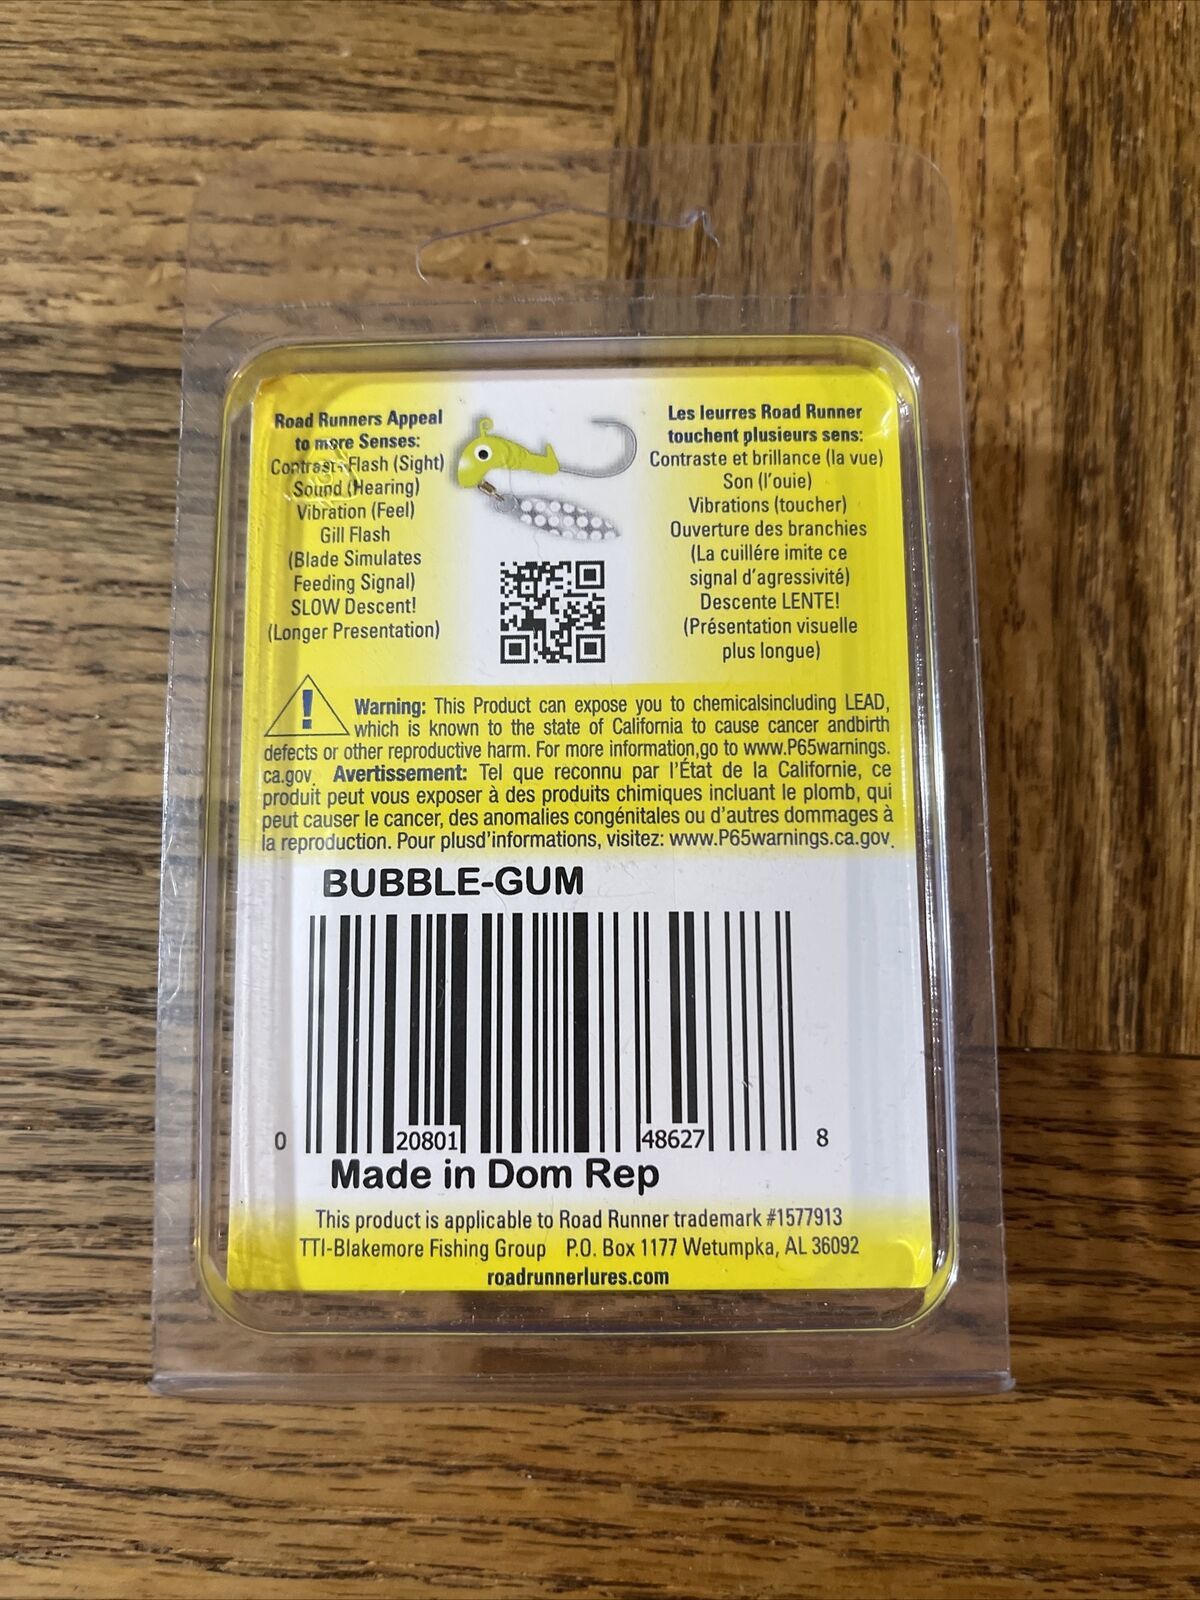 Road Runners Appeal
to more Senses:
Contrast-Flash (Sight)
Sound (Hearing)
Vibration (Feel)
Gill Flash
(Blade Simulates
Feeding Signal)
SLOW Descent!
(Longer Presentation)
Les leurres Road Runner
touchent plusieurs sens:
Contraste et brillance (la vue)
Son (l'ouie)
Vibrations (toucher)
Ouverture des branchies
(La cuillére imite ce
signal d'agressivité)
Descente LENTE!
(Présentation visuelle
plus longue)
! Warning: This Product can expose you to chemicalsincluding LEAD,
which is known to the state of California to cause cancer andbirth
defects or other reproductive harm. For more information,go to www.P65warnings.
ca.gov. Avertissement: Tel que reconnu par l'État de la Californie, ce
produit peut vous exposer à des produits chimiques incluant le plomb, qui
peut causer le cancer, des anomalies congénitales ou d'autres dommages à
la reproduction. Pour plusd'informations, visitez: www.P65warnings.ca.gov.
BUBBLE-GUM
0 20801 48627 8
Made in Dom Rep
This product is applicable to Road Runner trademark #1577913
TTI-Blakemore Fishing Group P.O. Box 1177 Wetumpka, AL 36092
roadrunnerlures.com